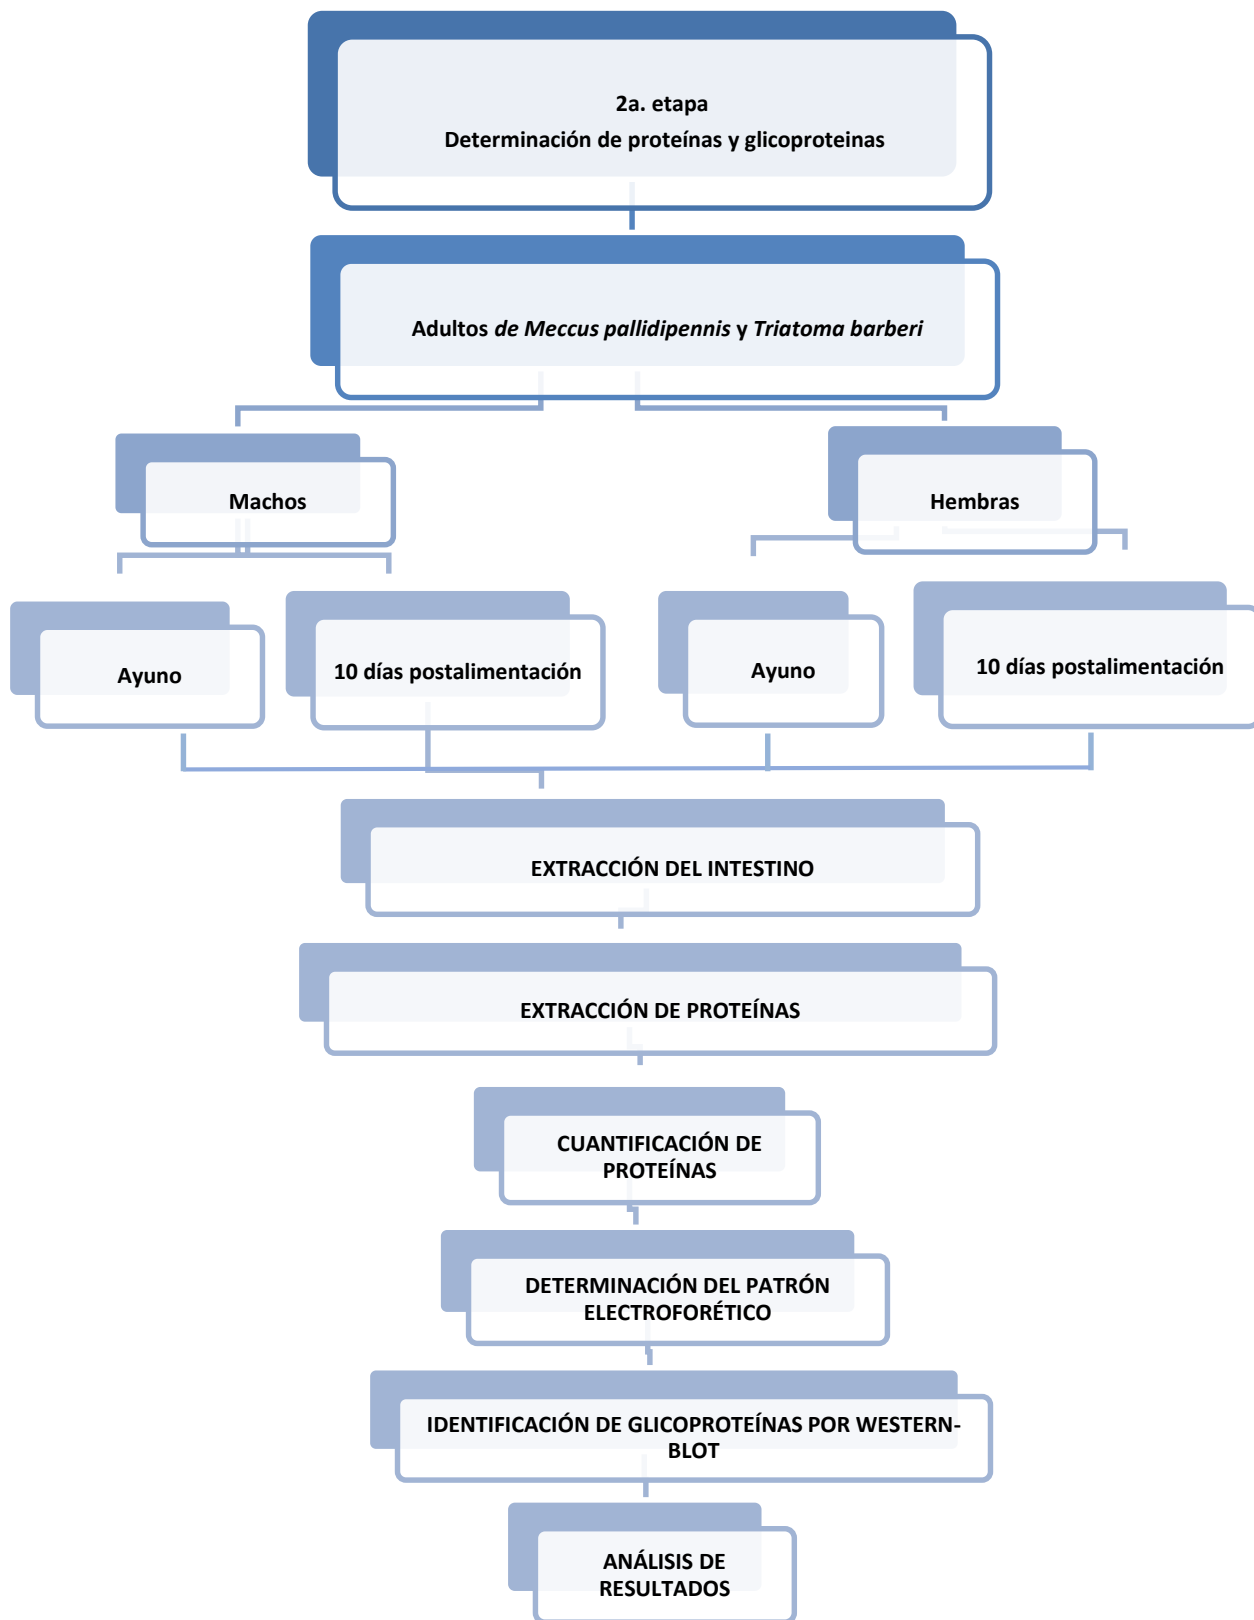 2a. etapa
Determinación de proteínas y glicoproteinas
Adultos de Meccus pallidipennis y Triatoma barberi
Machos
Hembras
Ayuno
10 días postalimentación
Ayuno
10 días postalimentación
EXTRACCIÓN DEL INTESTINO
EXTRACCIÓN DE PROTEÍNAS
CUANTIFICACIÓN DE
PROTEÍNAS
DETERMINACIÓN DEL PATRÓN
ELECTROFORÉTICO
IDENTIFICACIÓN DE GLICOPROTEÍNAS POR WESTERN-
BLOT
ANÁLISIS DE
RESULTADOS